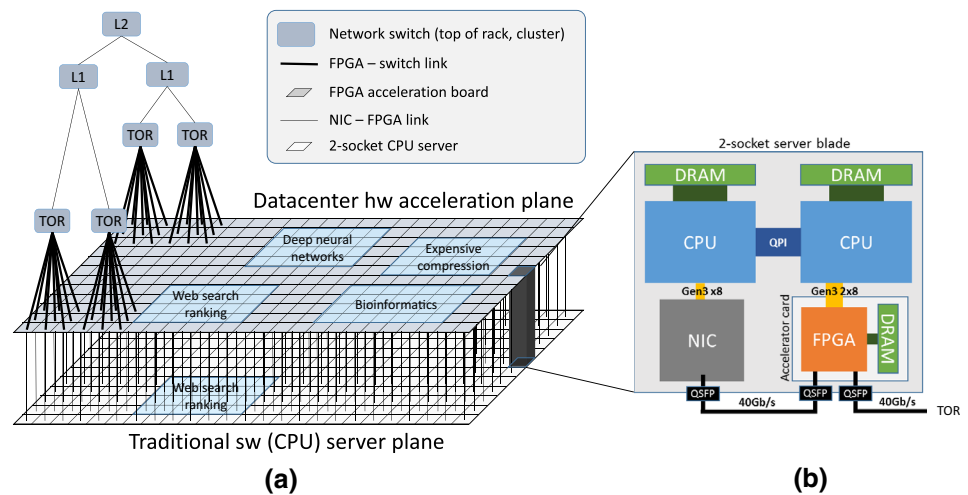 L2
L1
L1
TOR
TOR
TOR
TOR
Network switch (top of rack, cluster)
FPGA – switch link
FPGA acceleration board
NIC – FPGA link
2-socket CPU server
Datacenter hw acceleration plane
Deep neural
networks
Expensive
compression
Web search
ranking
Bioinformatics
Web search
ranking
Traditional sw (CPU) server plane
(a)
2-socket server blade
DRAM
DRAM
CPU
QPI
CPU
Gen3 x8
Gen3 2x8
NIC
Accelerator card
FPGA
DRAM
QSFP
QSFP
QSFP
40Gb/s
40Gb/s
TOR
(b)